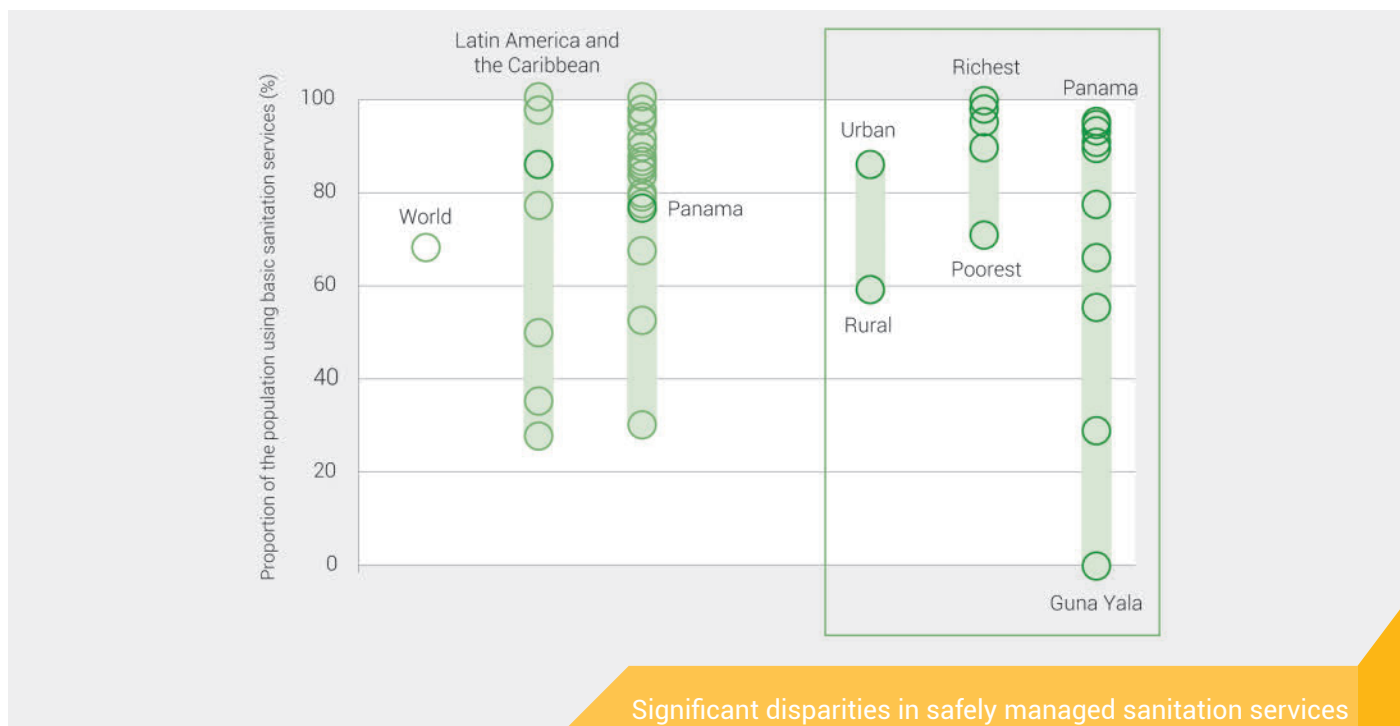 Proportion of the population using basic sanitation services (%)
Latin America and
the Caribbean
100
80
60
40
20
0
World
Panama
Urban
Rural
Richest
Poorest
Panama
Guna Yala
Significant disparities in safely managed sanitation services